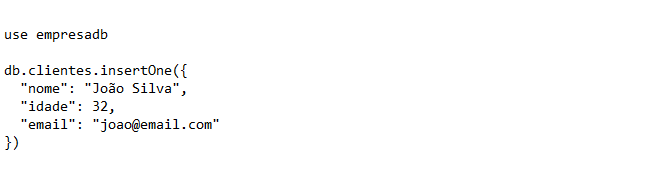 use empresadb
db.clientes.insertOne({
"nome": "João Silva",
"idade": 32,
"email": "joao@email.com"
})